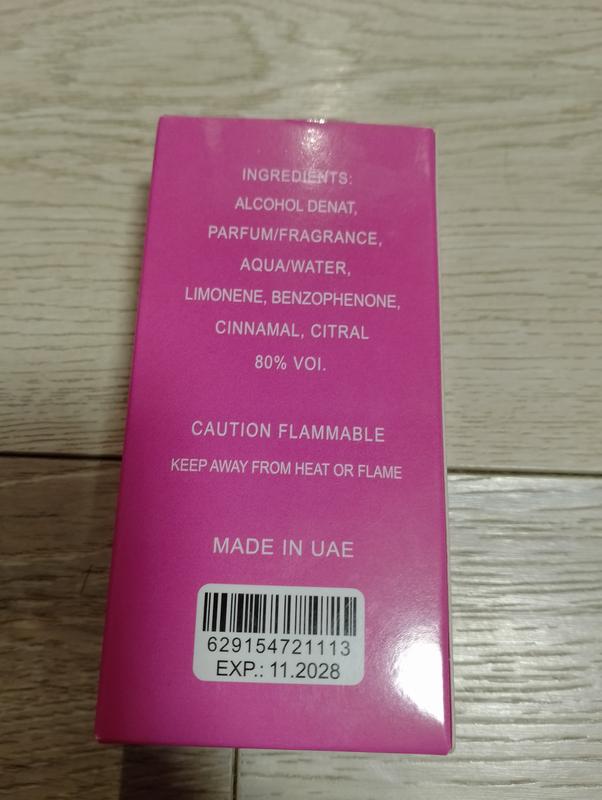 INGREDIENTS:
ALCOHOL DENAT,
PARFUM/FRAGRANCE,
AQUA/WATER,
LIMONENE, BENZOPHENONE,
CINNAMAL, CITRAL
80% VOI.
CAUTION FLAMMABLE
KEEP AWAY FROM HEAT OR FLAME
MADE IN UAE
629154721113
EXP.: 11.2028